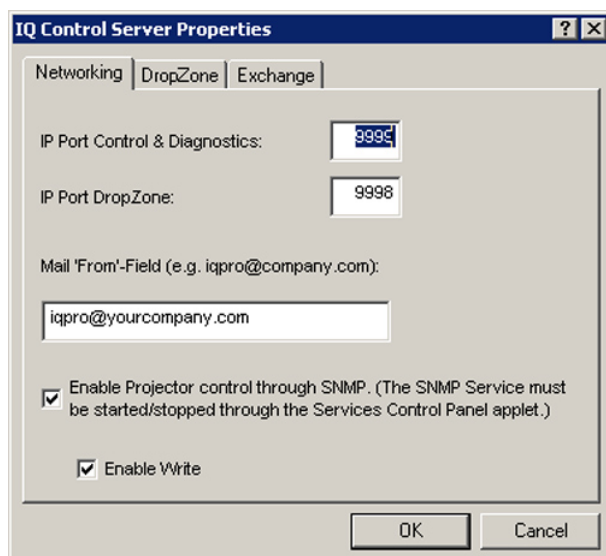 IQ Control Server Properties
Networking DropZone Exchange
IP Port Control & Diagnostics: 9999
IP Port DropZone: 9998
Mail 'From'-Field (e.g. iqpro@company.com):
iqpro@yourcompany.com
Enable Projector control through SNMP. (The SNMP Service must
be started/stopped through the Services Control Panel applet.)
Enable Write
OK Cancel